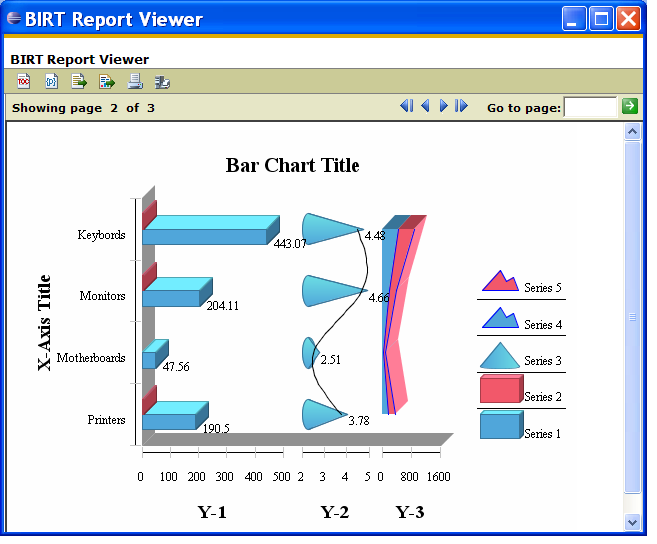 BIRT Report Viewer
BIRT Report Viewer
TOC
Showing page 2 of 3
Go to page:
Bar Chart Title
X-Axis Title
Keybords
Monitors
Motherboards
Printers
443.07
204.11
47.56
190.5
4.48
4.66
2.51
3.78
Series 5
Series 4
Series 3
Series 2
Series 1
0 100 200 300 400 500
2 3 4 5
0 800 1600
Y-1 Y-2 Y-3